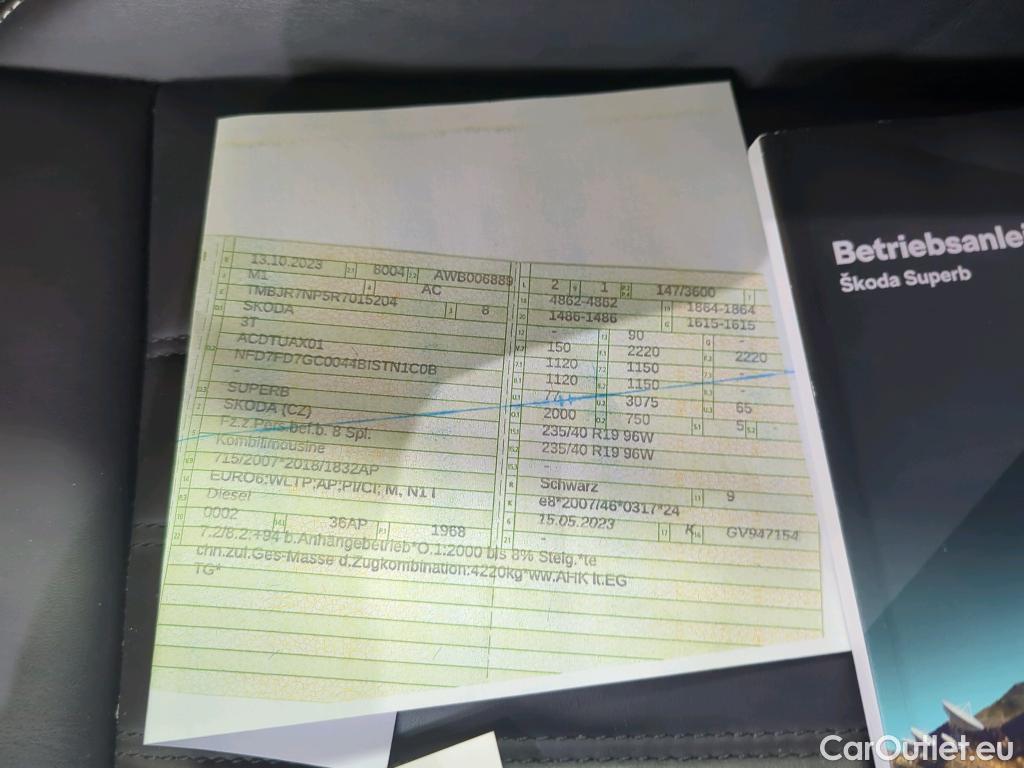 13.10.2023 8004 AWB006889
M1 AC
TMBJR7NP5R7015204 8
SKODA
3T
ACDTUAX01
NFD7FD7GC0044BISTN1C0B
-
SUPERB
SKODA (CZ)
Fz.z.Pers.bef.b. 8 Spl.
Kombilimousine
715/2007*2018/1832AP
EURO6;WLTP;AP;PI/CI; M, N1 I
Diesel
0002 36AP 1968
2 1 147/3600
4862-4862 1864-1864
1486-1486 1615-1615
- 90 -
150 2220 2220
1120 1150 -
1120 1150 -
77 3075 65
2000 750 5
235/40 R19 96W
235/40 R19 96W
-
Schwarz 9
e8*2007/46*0317*24
15.05.2023 K GV947154
-
7.2/8.2:+94 b.Anhängebetrieb*O.1:2000 bis 8% Steig.*te
chn.zul.Ges-Masse d.Zugkombination:4220kg*ww.AHK lt.EG
TG*
Betriebsanlei
Škoda Superb
CarOutlet.eu